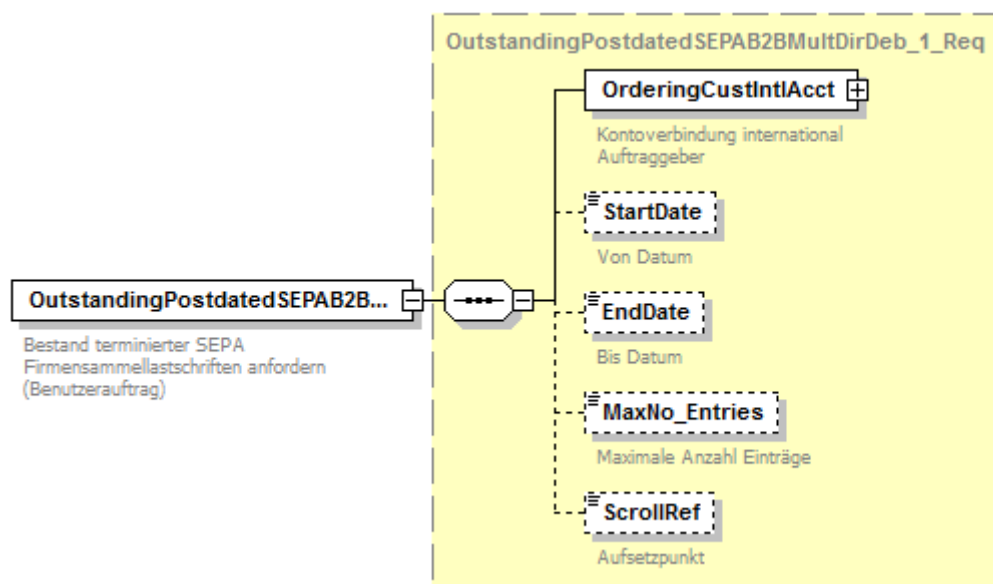 OutstandingPostdatedSEPAB2BMultDirDeb_1_Req
OrderingCustIntlAcct
Kontoverbindung international
Auftraggeber
StartDate
Von Datum
OutstandingPostdatedSEPAB2B...
Bestand terminierter SEPA
Firmensammellastschriften anfordern
(Benutzerauftrag)
EndDate
Bis Datum
MaxNo_Entries
Maximale Anzahl Einträge
ScrollRef
Aufsetzpunkt